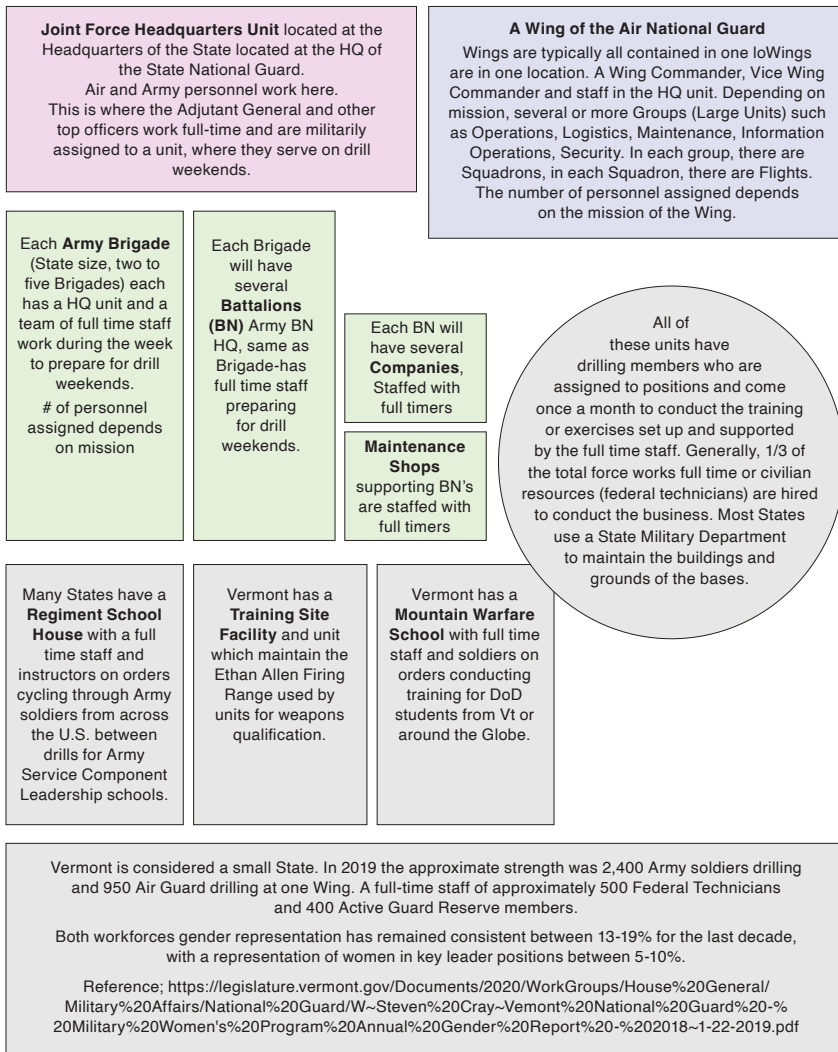 Joint Force Headquarters Unit located at the
Headquarters of the State located at the HQ of
the State National Guard.
Air and Army personnel work here.
This is where the Adjutant General and other
top officers work full-time and are militarily
assigned to a unit, where they serve on drill
weekends.
A Wing of the Air National Guard
Wings are typically all contained in one loWings
are in one location. A Wing Commander, Vice Wing
Commander and staff in the HQ unit. Depending on
mission, several or more Groups (Large Units) such
as Operations, Logistics, Maintenance, Information
Operations, Security. In each group, there are
Squadrons, in each Squadron, there are Flights.
The number of personnel assigned depends
on the mission of the Wing.
Each Army Brigade
(State size, two to
five Brigades) each
has a HQ unit and a
team of full time staff
work during the week
to prepare for drill
weekends.
# of personnel
assigned depends
on mission
Each Brigade
will have
several
Battalions
(BN) Army BN
HQ, same as
Brigade-has
full time staff
preparing
for drill
weekends.
Each BN will
have several
Companies,
Staffed with
full timers
Maintenance
Shops
supporting BN's
are staffed with
full timers
All of
these units have
drilling members who are
assigned to positions and come
once a month to conduct the training
or exercises set up and supported
by the full time staff. Generally, 1/3 of
the total force works full time or civilian
resources (federal technicians) are hired
to conduct the business. Most States
use a State Military Department
to maintain the buildings and
grounds of the bases.
Many States have a
Regiment School
House with a full
time staff and
instructors on orders
cycling through Army
soldiers from across
the U.S. between
drills for Army
Service Component
Leadership schools.
Vermont has a
Training Site
Facility and unit
which maintain the
Ethan Allen Firing
Range used by
units for weapons
qualification.
Vermont has a
Mountain Warfare
School with full time
staff and soldiers on
orders conducting
training for DoD
students from Vt or
around the Globe.
Vermont is considered a small State. In 2019 the approximate strength was 2,400 Army soldiers drilling
and 950 Air Guard drilling at one Wing. A full-time staff of approximately 500 Federal Technicians
and 400 Active Guard Reserve members.
Both workforces gender representation has remained consistent between 13-19% for the last decade,
with a representation of women in key leader positions between 5-10%.
Reference; https://legislature.vermont.gov/Documents/2020/WorkGroups/House%20General/
Military%20Affairs/National%20Guard/W~Steven%20Cray~Vemont%20National%20Guard%20-%
20Military%20Women's%20Program%20Annual%20Gender%20Report%20-%202018~1-22-2019.pdf